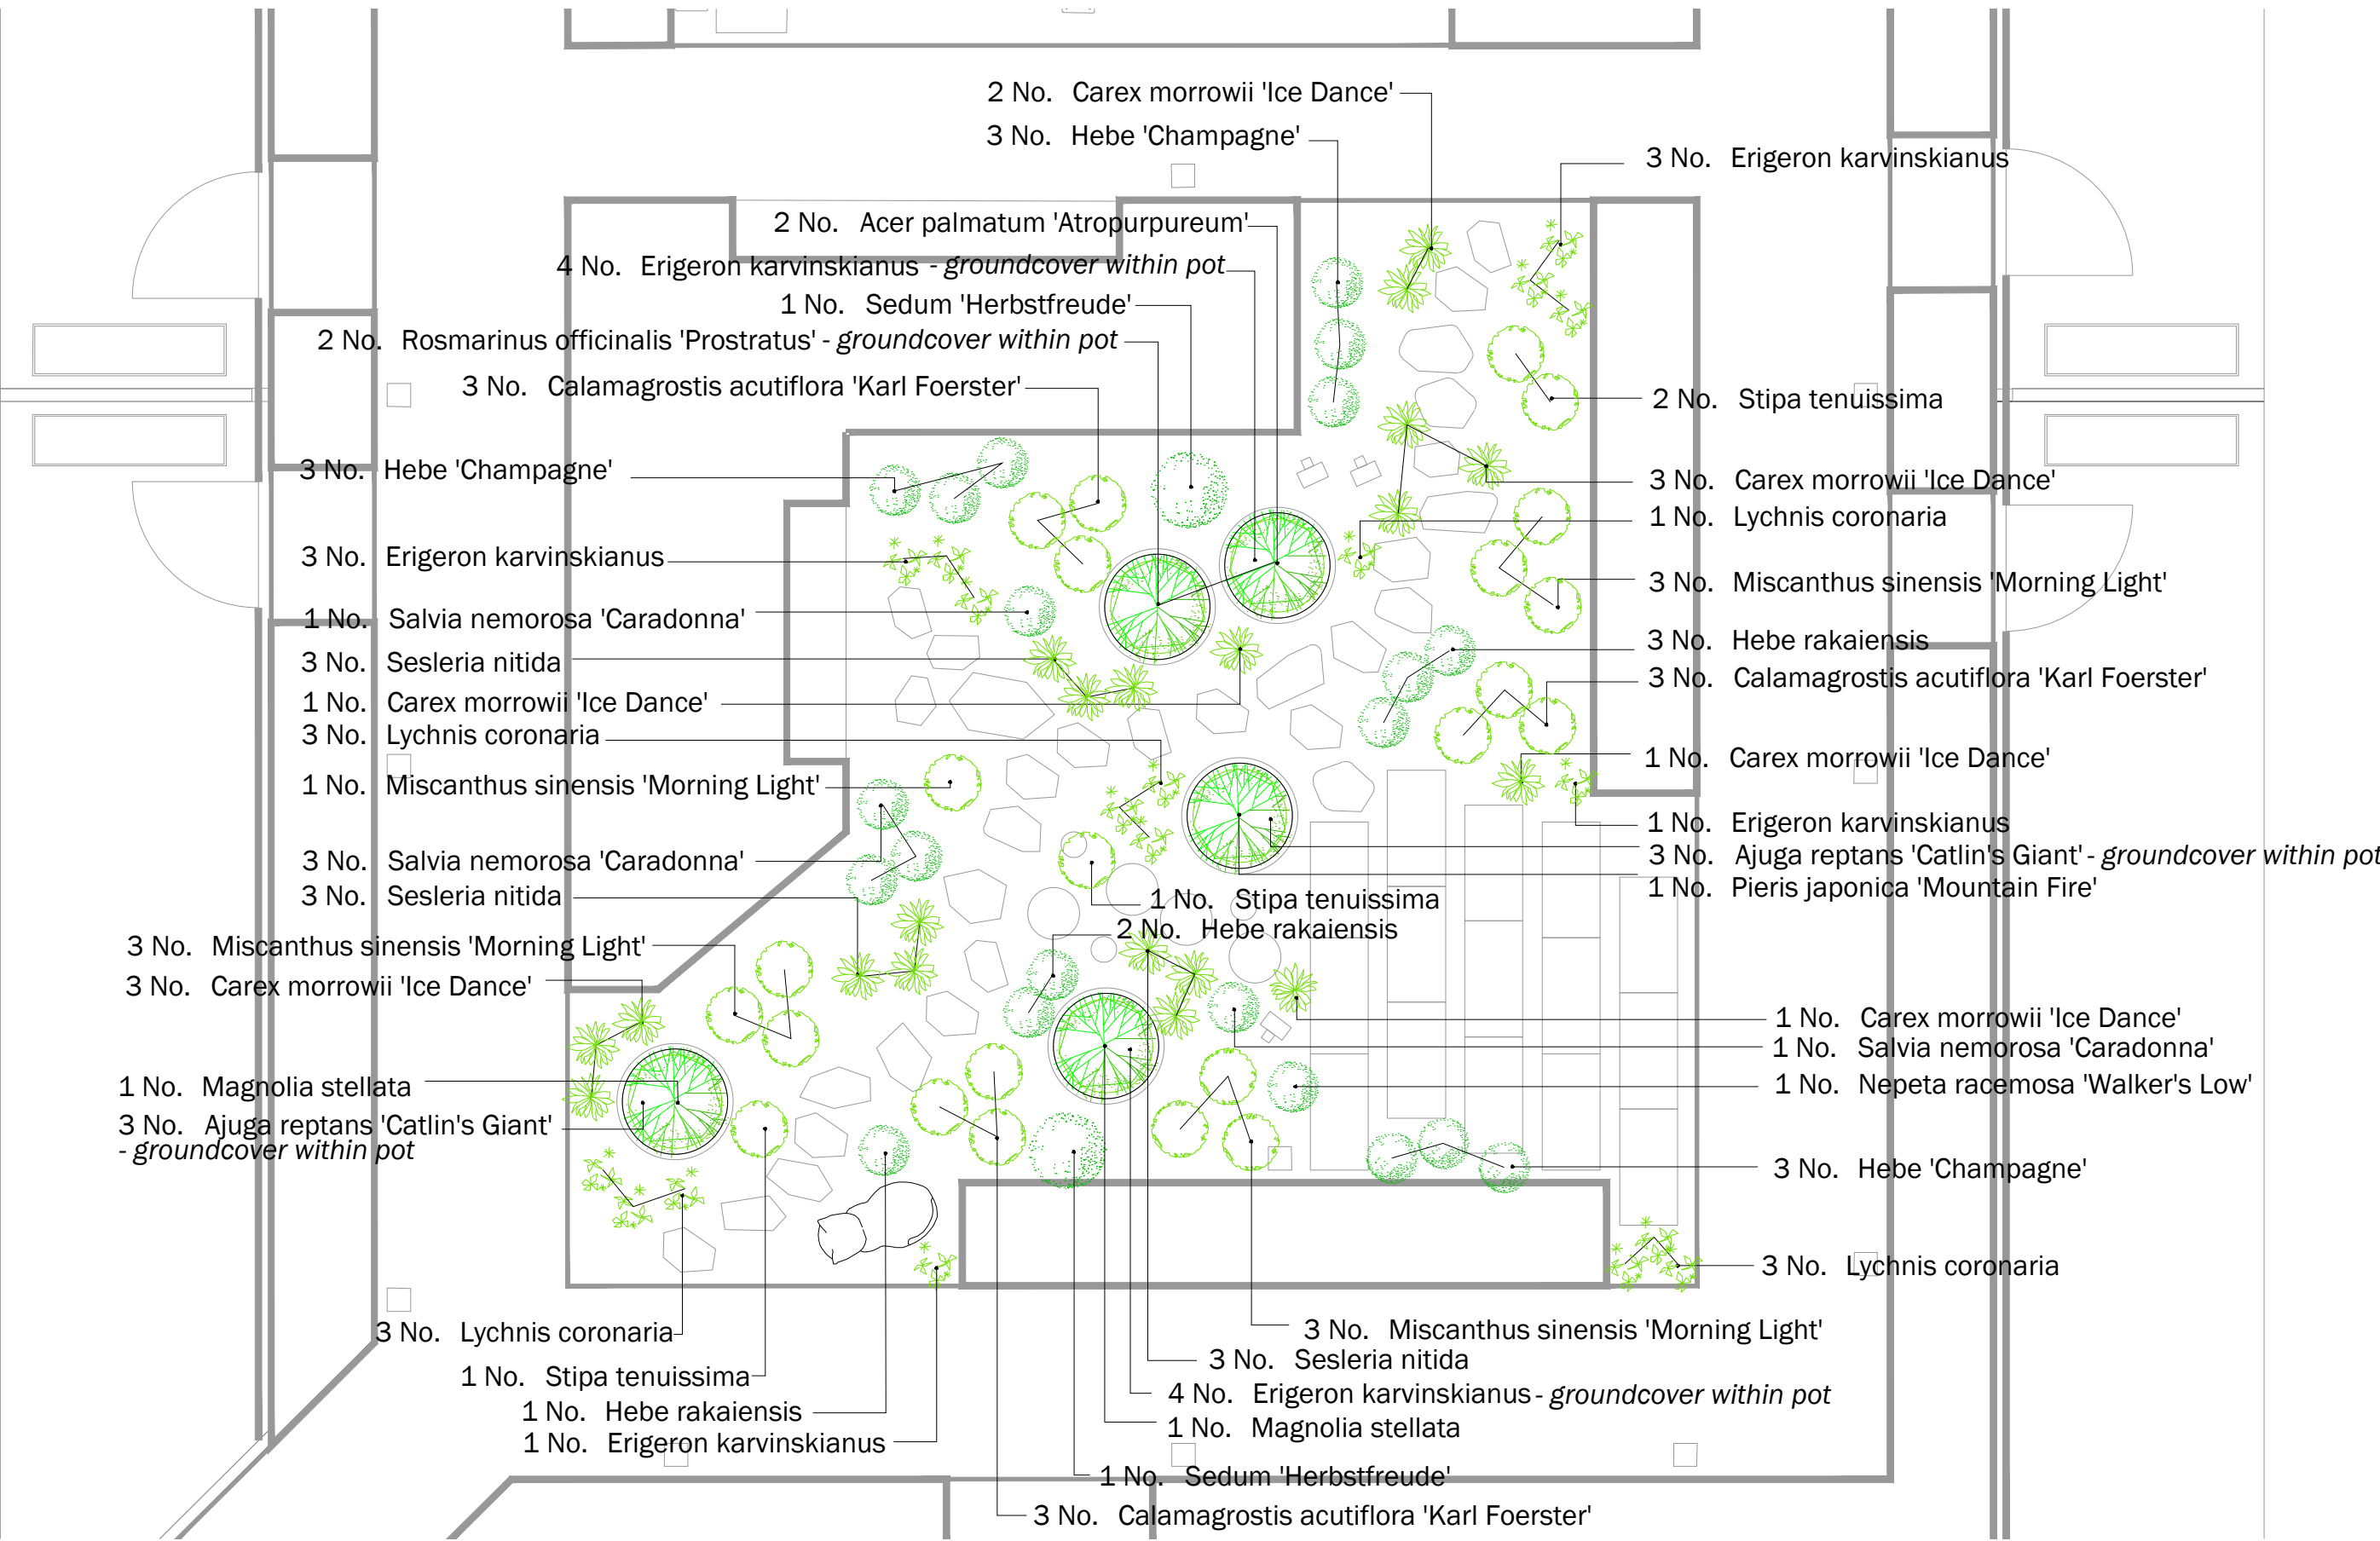 2 No. Carex morrowii 'Ice Dance'
3 No. Hebe 'Champagne'
3 No. Erigeron karvinskianus
2 No. Acer palmatum 'Atropurpureum'
4 No. Erigeron karvinskianus - groundcover within pot
1 No. Sedum 'Herbstfreude'
2 No. Rosmarinus officinalis 'Prostratus' - groundcover within pot
3 No. Calamagrostis acutiflora 'Karl Foerster'
2 No. Stipa tenuissima
3 No. Hebe 'Champagne'
3 No. Carex morrowii 'Ice Dance'
1 No. Lychnis coronaria
3 No. Erigeron karvinskianus
3 No. Miscanthus sinensis 'Morning Light'
1 No. Salvia nemorosa 'Caradonna'
3 No. Hebe rakaiensis
3 No. Sesleria nitida
3 No. Calamagrostis acutiflora 'Karl Foerster'
1 No. Carex morrowii 'Ice Dance'
3 No. Lychnis coronaria
1 No. Carex morrowii 'Ice Dance'
1 No. Miscanthus sinensis 'Morning Light'
1 No. Erigeron karvinskianus
3 No. Ajuga reptans 'Catlin's Giant' - groundcover within pot
3 No. Salvia nemorosa 'Caradonna'
1 No. Pieris japonica 'Mountain Fire'
3 No. Sesleria nitida
1 No. Stipa tenuissima
2 No. Hebe rakaiensis
3 No. Miscanthus sinensis 'Morning Light'
3 No. Carex morrowii 'Ice Dance'
1 No. Carex morrowii 'Ice Dance'
1 No. Salvia nemorosa 'Caradonna'
1 No. Nepeta racemosa 'Walker's Low'
1 No. Magnolia stellata
3 No. Ajuga reptans 'Catlin's Giant'
- groundcover within pot
3 No. Hebe 'Champagne'
3 No. Lychnis coronaria
3 No. Lychnis coronaria
3 No. Miscanthus sinensis 'Morning Light'
3 No. Sesleria nitida
1 No. Stipa tenuissima
4 No. Erigeron karvinskianus - groundcover within pot
1 No. Hebe rakaiensis
1 No. Magnolia stellata
1 No. Erigeron karvinskianus
1 No. Sedum 'Herbstfreude'
3 No. Calamagrostis acutiflora 'Karl Foerster'